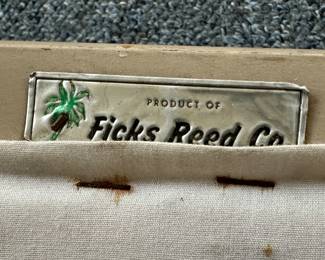 PRODUCT OF
Ficks Reed Co